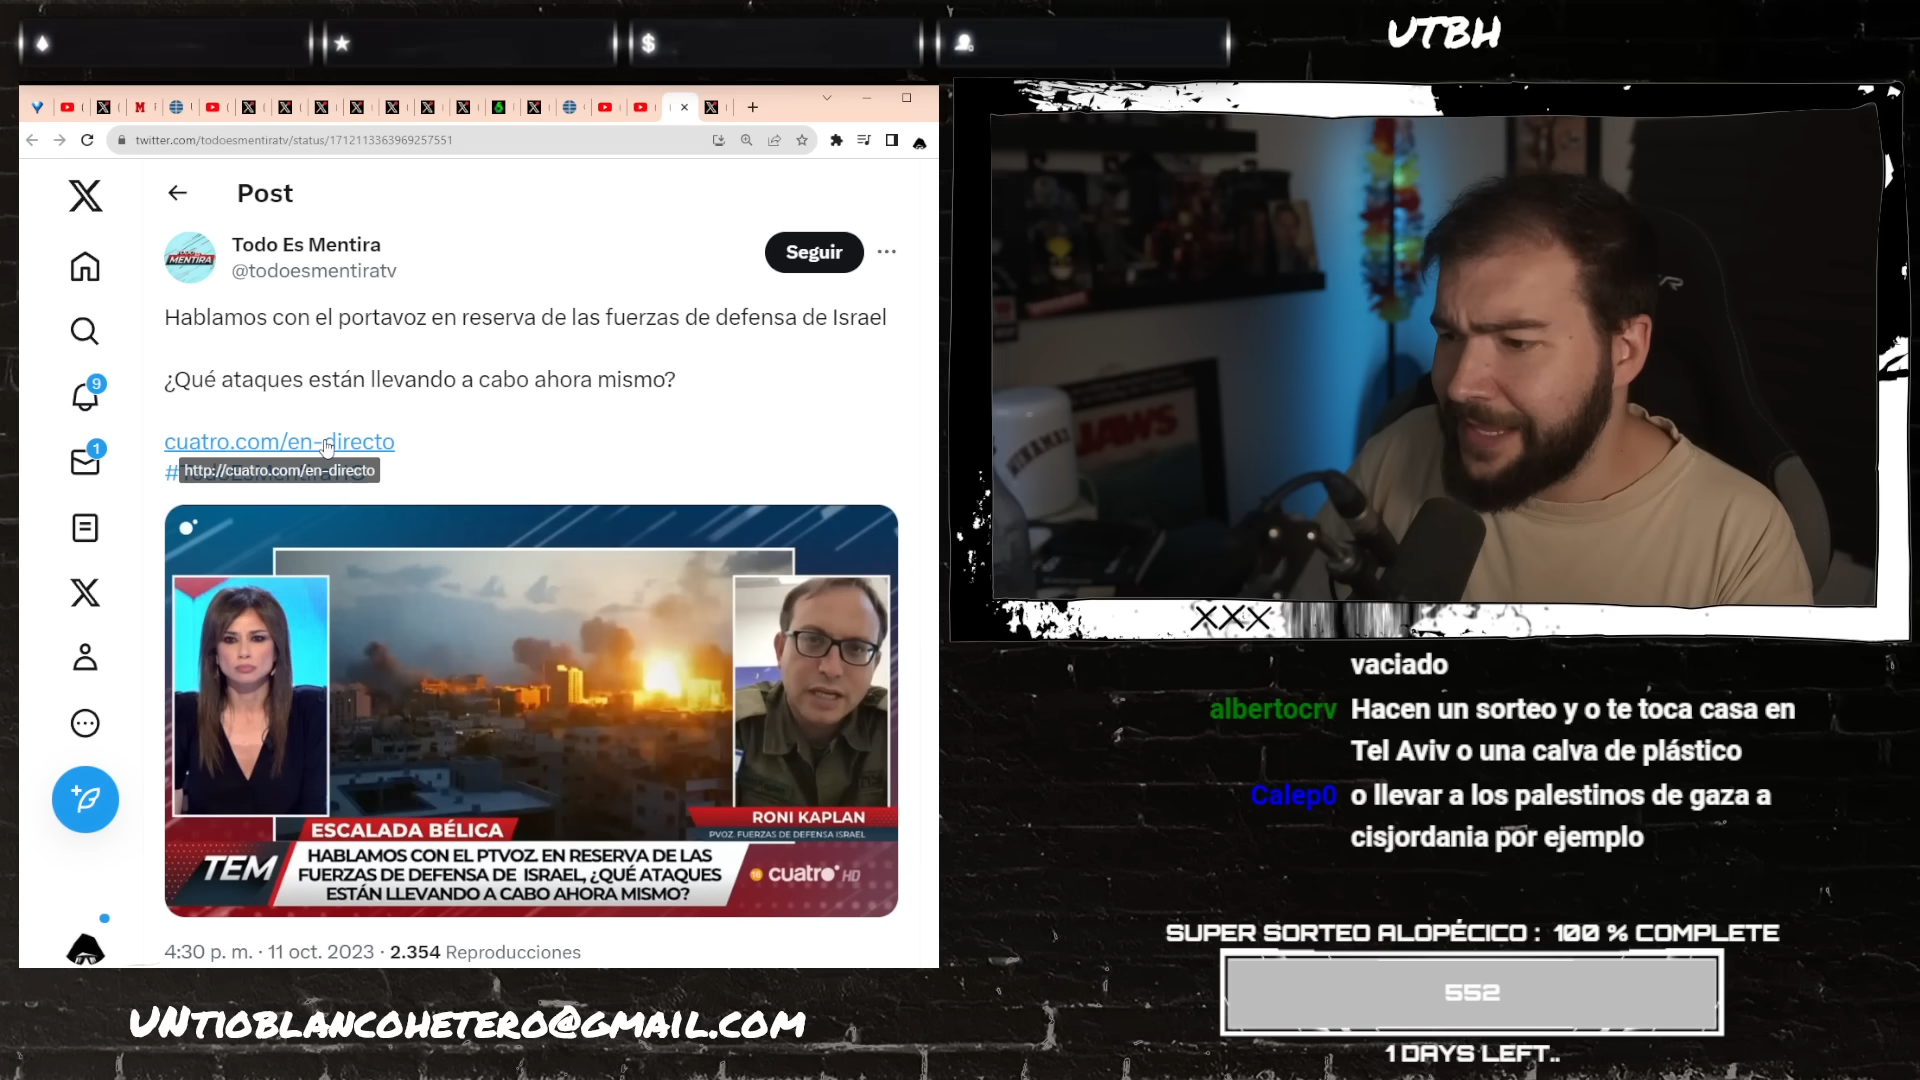 UTBH
twitter.com/todoesmentiratv/status/1712113363969257551
Post
MENTIRA
Todo Es Mentira
@todoesmentiratv
Seguir
Hablamos con el portavoz en reserva de las fuerzas de defensa de Israel
¿Qué ataques están llevando a cabo ahora mismo?
cuatro.com/en-directo
http://cuatro.com/en-directo
9
1
ESCALADA BÉLICA
RONI KAPLAN
PVOZ. FUERZAS DE DEFENSA ISRAEL
TEM
HABLAMOS CON EL PTVOZ. EN RESERVA DE LAS
FUERZAS DE DEFENSA DE ISRAEL, ¿QUÉ ATAQUES
ESTÁN LLEVANDO A CABO AHORA MISMO?
cuatro HD
4:30 p. m. · 11 oct. 2023 · 2.354 Reproducciones
UNTIOBLANCOHETERO@GMAIL.COM
JAWS
MIRAMAX
XXX
vaciado
albertocrv Hacen un sorteo y o te toca casa en
Tel Aviv o una calva de plástico
Calep0 o llevar a los palestinos de gaza a
cisjordania por ejemplo
SUPER SORTEO ALOPÉCICO : 100 % COMPLETE
552
1 DAYS LEFT..